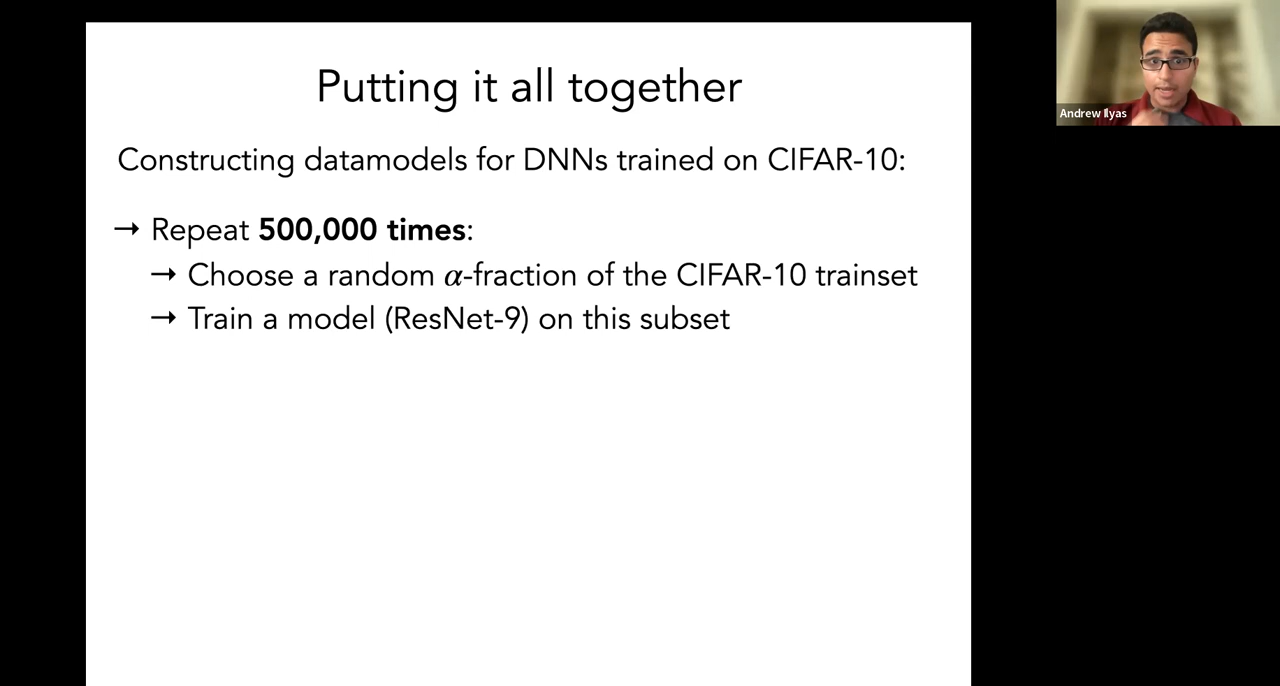 Putting it all together
Constructing datamodels for DNNs trained on CIFAR-10:
→ Repeat 500,000 times:
→ Choose a random α-fraction of the CIFAR-10 trainset
→ Train a model (ResNet-9) on this subset
Andrew Ilyas